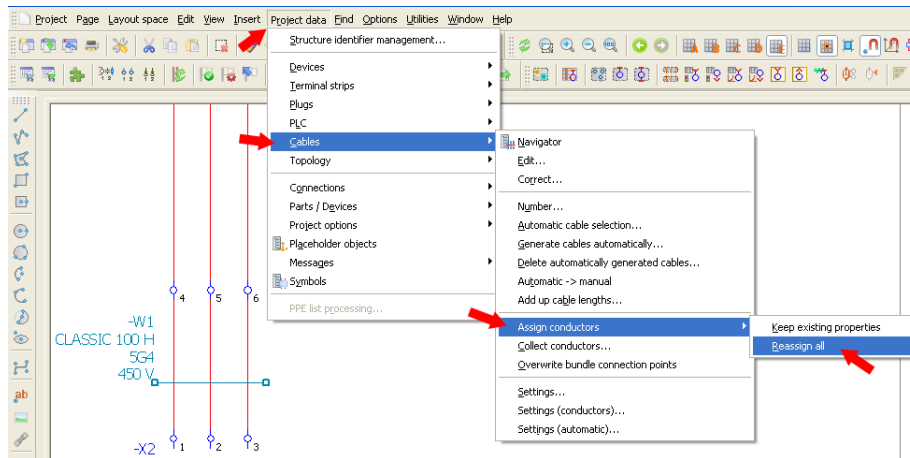 Project Page Layout space Edit View Insert Project data Find Options Utilities Window Help
Structure identifier management...
Devices
Terminal strips
Plugs
PLC
Cables
Topology
Connections
Parts / Devices
Project options
Placeholder objects
Messages
Symbols
PPE list processing...
Navigator
Edit...
Correct...
Number...
Automatic cable selection...
Generate cables automatically...
Delete automatically generated cables...
Automatic -> manual
Add up cable lengths...
Assign conductors
Collect conductors...
Overwrite bundle connection points
Settings...
Settings (conductors)...
Settings (automatic)...
Keep existing properties
Reassign all
ab
4 5 6
-W1
CLASSIC 100 H
5G4
450 V
-X2 1 2 3